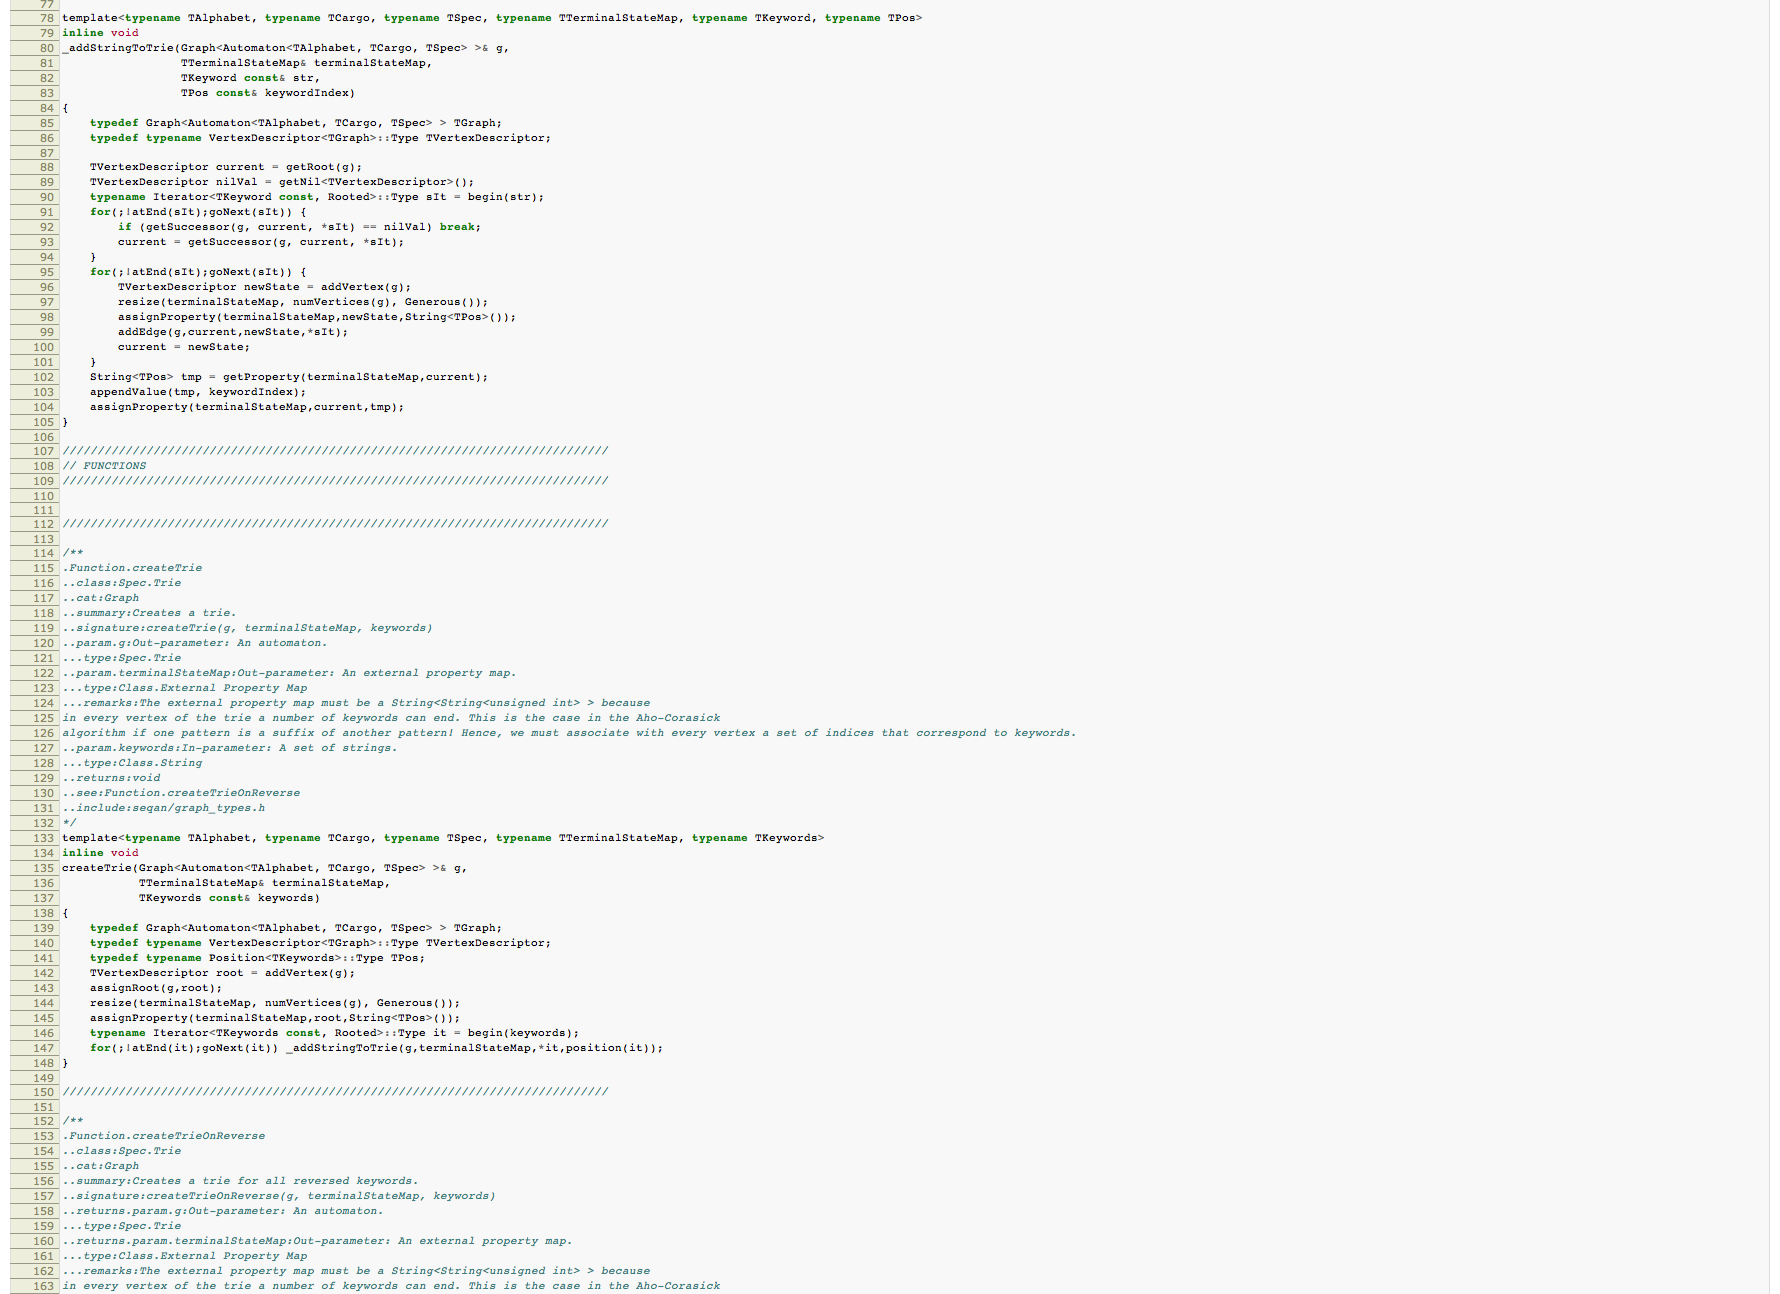 77
78 template<typename TAlphabet, typename TCargo, typename TSpec, typename TTerminalStateMap, typename TKeyword, typename TPos>
79 inline void
80 _addStringToTrie(Graph<Automaton<TAlphabet, TCargo, TSpec> >& g,
81                  TTerminalStateMap& terminalStateMap,
82                  TKeyword const& str,
83                  TPos const& keywordIndex)
84 {
85     typedef Graph<Automaton<TAlphabet, TCargo, TSpec> > TGraph;
86     typedef typename VertexDescriptor<TGraph>::Type TVertexDescriptor;
87
88     TVertexDescriptor current = getRoot(g);
89     TVertexDescriptor nilVal = getNil<TVertexDescriptor>();
90     typename Iterator<TKeyword const, Rooted>::Type sIt = begin(str);
91     for(;!atEnd(sIt);goNext(sIt)) {
92         if (getSuccessor(g, current, *sIt) == nilVal) break;
93         current = getSuccessor(g, current, *sIt);
94     }
95     for(;!atEnd(sIt);goNext(sIt)) {
96         TVertexDescriptor newState = addVertex(g);
97         resize(terminalStateMap, numVertices(g), Generous());
98         assignProperty(terminalStateMap,newState,String<TPos>());
99         addEdge(g,current,newState,*sIt);
100         current = newState;
101     }
102     String<TPos> tmp = getProperty(terminalStateMap,current);
103     appendValue(tmp, keywordIndex);
104     assignProperty(terminalStateMap,current,tmp);
105 }
106
107 //////////////////////////////////////////////////////////////////////////////
108 // FUNCTIONS
109 //////////////////////////////////////////////////////////////////////////////
110
111
112 //////////////////////////////////////////////////////////////////////////////
113
114 /**
115 .Function.createTrie
116 ..class:Spec.Trie
117 ..cat:Graph
118 ..summary:Creates a trie.
119 ..signature:createTrie(g, terminalStateMap, keywords)
120 ..param.g:Out-parameter: An automaton.
121 ...type:Spec.Trie
122 ..param.terminalStateMap:Out-parameter: An external property map.
123 ...type:Class.External Property Map
124 ...remarks:The external property map must be a String<String<unsigned int> > because
125 in every vertex of the trie a number of keywords can end. This is the case in the Aho-Corasick
126 algorithm if one pattern is a suffix of another pattern! Hence, we must associate with every vertex a set of indices that correspond to keywords.
127 ..param.keywords:In-parameter: A set of strings.
128 ...type:Class.String
129 ..returns:void
130 ..see:Function.createTrieOnReverse
131 ..include:seqan/graph_types.h
132 */
133 template<typename TAlphabet, typename TCargo, typename TSpec, typename TTerminalStateMap, typename TKeywords>
134 inline void
135 createTrie(Graph<Automaton<TAlphabet, TCargo, TSpec> >& g,
136            TTerminalStateMap& terminalStateMap,
137            TKeywords const& keywords)
138 {
139     typedef Graph<Automaton<TAlphabet, TCargo, TSpec> > TGraph;
140     typedef typename VertexDescriptor<TGraph>::Type TVertexDescriptor;
141     typedef typename Position<TKeywords>::Type TPos;
142     TVertexDescriptor root = addVertex(g);
143     assignRoot(g,root);
144     resize(terminalStateMap, numVertices(g), Generous());
145     assignProperty(terminalStateMap,root,String<TPos>());
146     typename Iterator<TKeywords const, Rooted>::Type it = begin(keywords);
147     for(;!atEnd(it);goNext(it)) _addStringToTrie(g,terminalStateMap,*it,position(it));
148 }
149
150 //////////////////////////////////////////////////////////////////////////////
151
152 /**
153 .Function.createTrieOnReverse
154 ..class:Spec.Trie
155 ..cat:Graph
156 ..summary:Creates a trie for all reversed keywords.
157 ..signature:createTrieOnReverse(g, terminalStateMap, keywords)
158 ..returns.param.g:Out-parameter: An automaton.
159 ...type:Spec.Trie
160 ..returns.param.terminalStateMap:Out-parameter: An external property map.
161 ...type:Class.External Property Map
162 ...remarks:The external property map must be a String<String<unsigned int> > because
163 in every vertex of the trie a number of keywords can end. This is the case in the Aho-Corasick